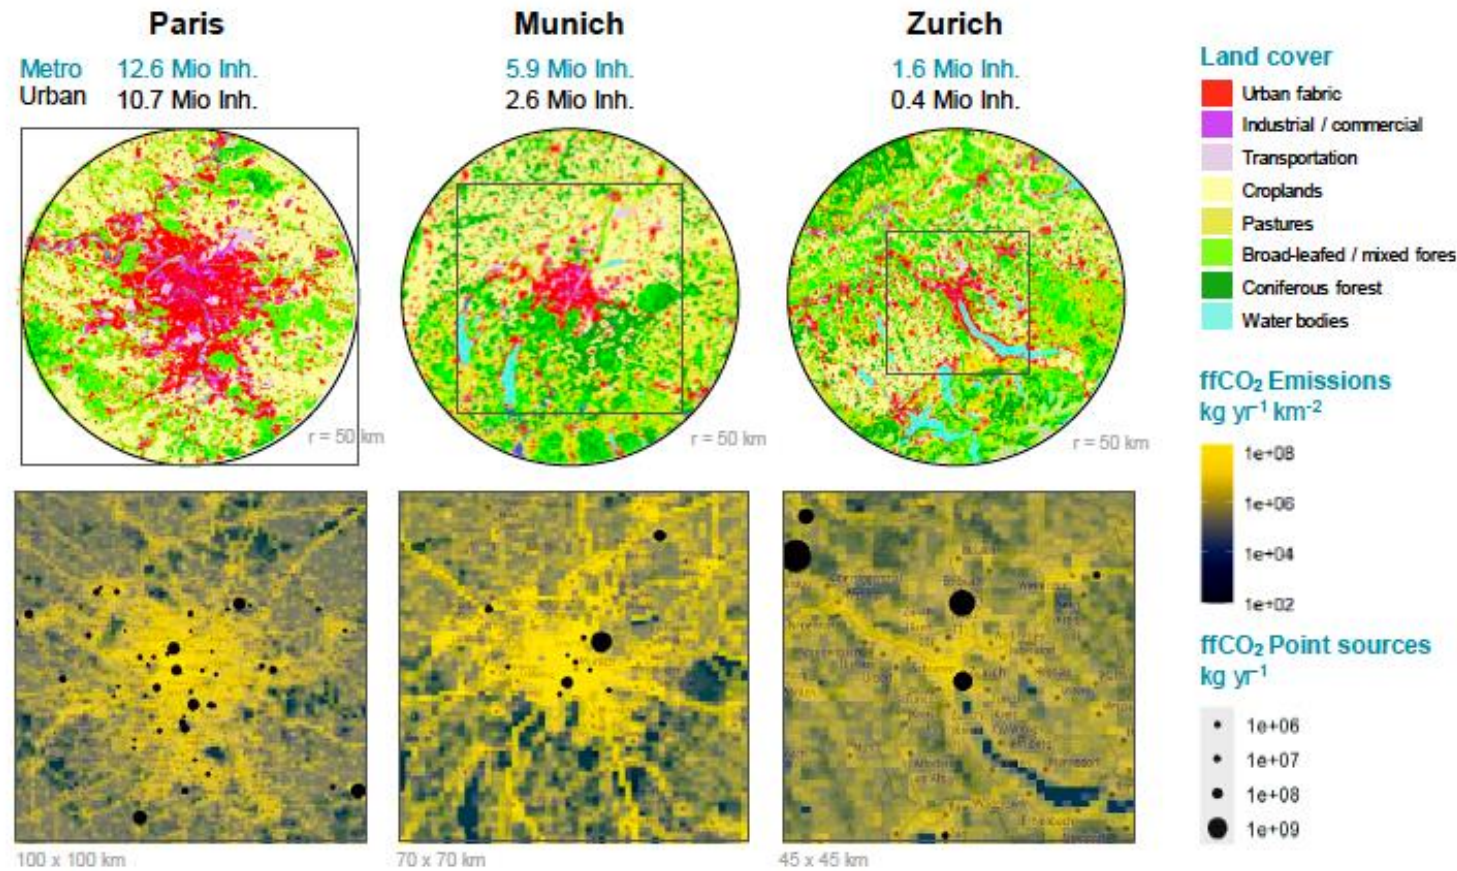 Paris
Munich
Zurich
Metro 12.6 Mio Inh. 5.9 Mio Inh. 1.6 Mio Inh.
Urban 10.7 Mio Inh. 2.6 Mio Inh. 0.4 Mio Inh.
r = 50 km
r = 50 km
r = 50 km
Land cover
Urban fabric
Industrial / commercial
Transportation
Croplands
Pastures
Broad-leafed / mixed fores
Coniferous forest
Water bodies
ffCO₂ Emissions
kg yr⁻¹ km⁻²
1e+08
1e+06
1e+04
1e+02
ffCO₂ Point sources
kg yr⁻¹
1e+06
1e+07
1e+08
1e+09
100 x 100 km
70 x 70 km
45 x 45 km